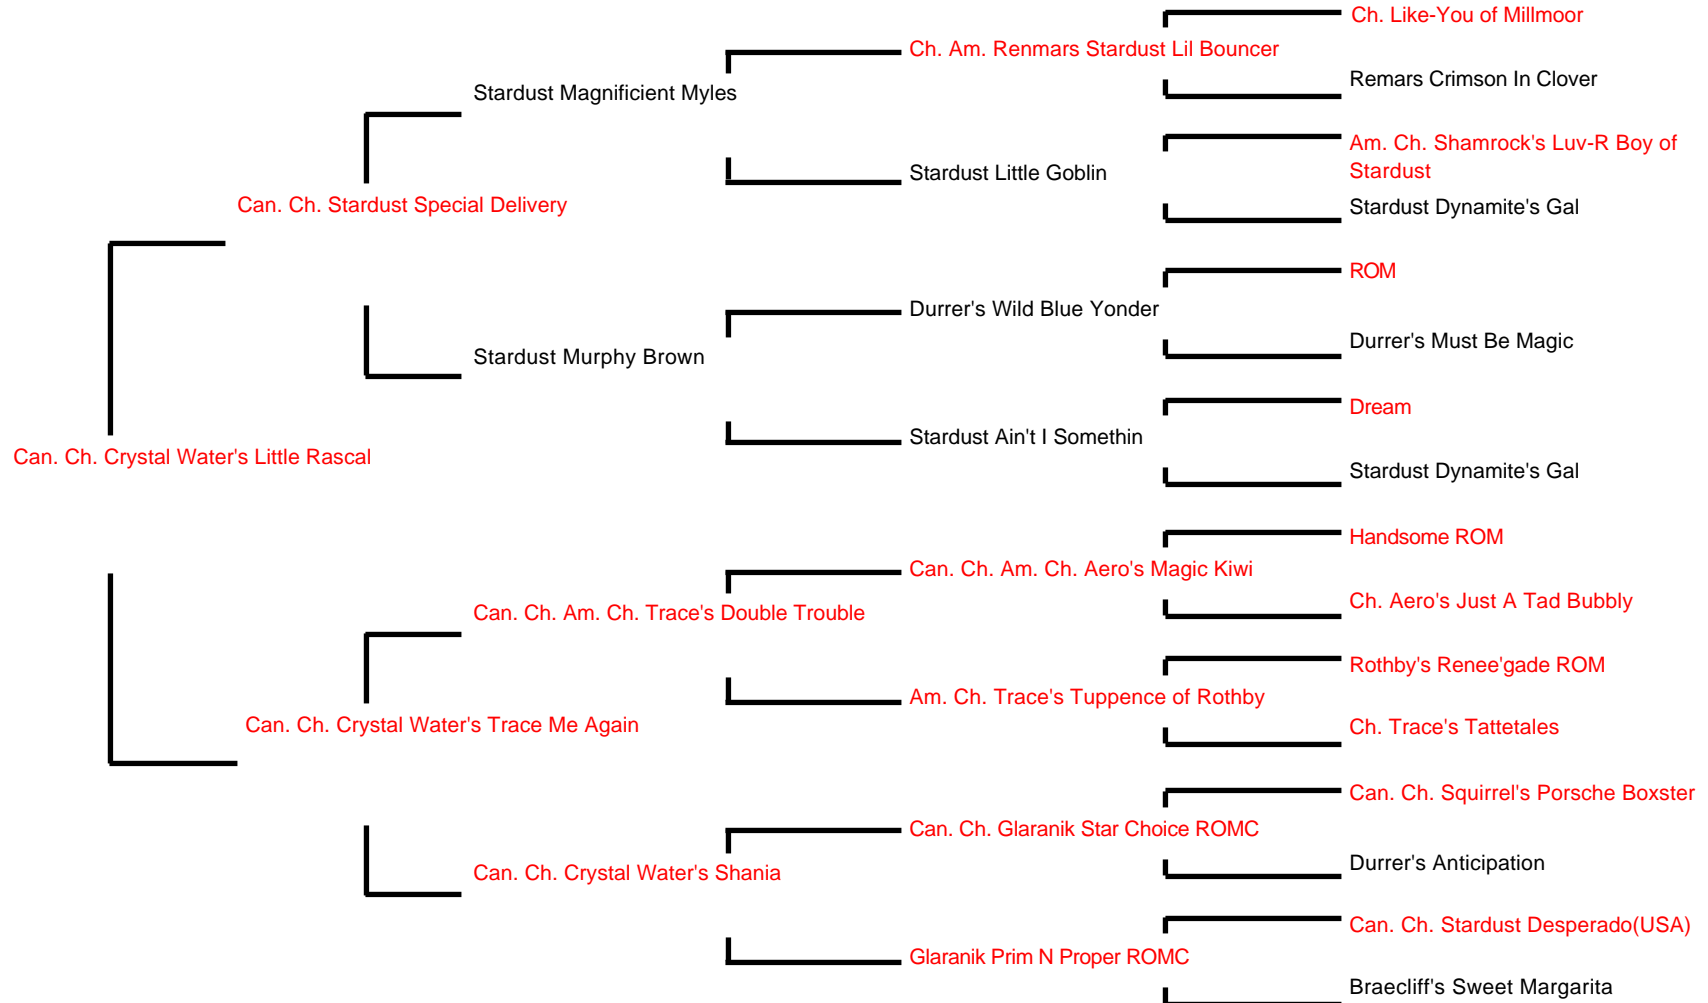 Ch. Like-You of Millmoor
Ch. Am. Renmars Stardust Lil Bouncer
Remars Crimson In Clover
Stardust Magnificient Myles
Am. Ch. Shamrock's Luv-R Boy of
Stardust
Stardust Little Goblin
Can. Ch. Stardust Special Delivery
Stardust Dynamite's Gal
ROM
Durrer's Wild Blue Yonder
Durrer's Must Be Magic
Stardust Murphy Brown
Dream
Stardust Ain't I Somethin
Can. Ch. Crystal Water's Little Rascal
Stardust Dynamite's Gal
Handsome ROM
Can. Ch. Am. Ch. Aero's Magic Kiwi
Ch. Aero's Just A Tad Bubbly
Can. Ch. Am. Ch. Trace's Double Trouble
Rothby's Renee'gade ROM
Am. Ch. Trace's Tuppence of Rothby
Can. Ch. Crystal Water's Trace Me Again
Ch. Trace's Tattetales
Can. Ch. Squirrel's Porsche Boxster
Can. Ch. Glaranik Star Choice ROMC
Durrer's Anticipation
Can. Ch. Crystal Water's Shania
Can. Ch. Stardust Desperado(USA)
Glaranik Prim N Proper ROMC
Braecliff's Sweet Margarita